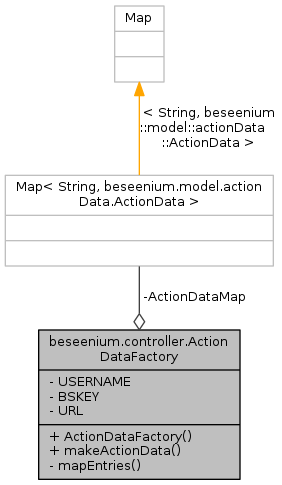 Map
< String, beseenium
::model::actionData
::ActionData >
Map< String, beseenium.model.action
Data.ActionData >
-ActionDataMap
beseenium.controller.Action
DataFactory
- USERNAME
- BSKEY
- URL
+ ActionDataFactory()
+ makeActionData()
- mapEntries()